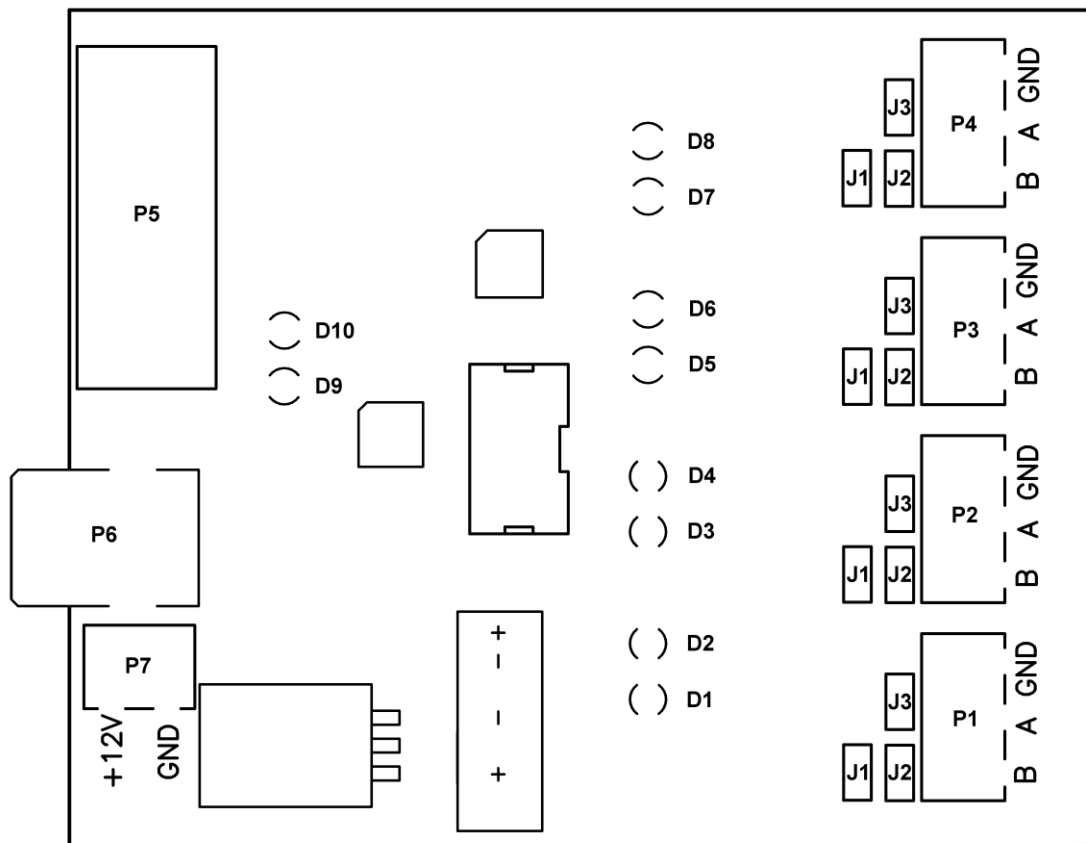 GND
J3
P4
A
D8
J1
J2
B
D7
P5
GND
J3
D6
P3
A
D10
D5
J1
J2
B
D9
GND
D4
J3
P2
A
D3
P6
J1
J2
B
GND
D2
P7
J3
D1
P1
A
+12V
GND
J1
J2
B
+
−
−
+